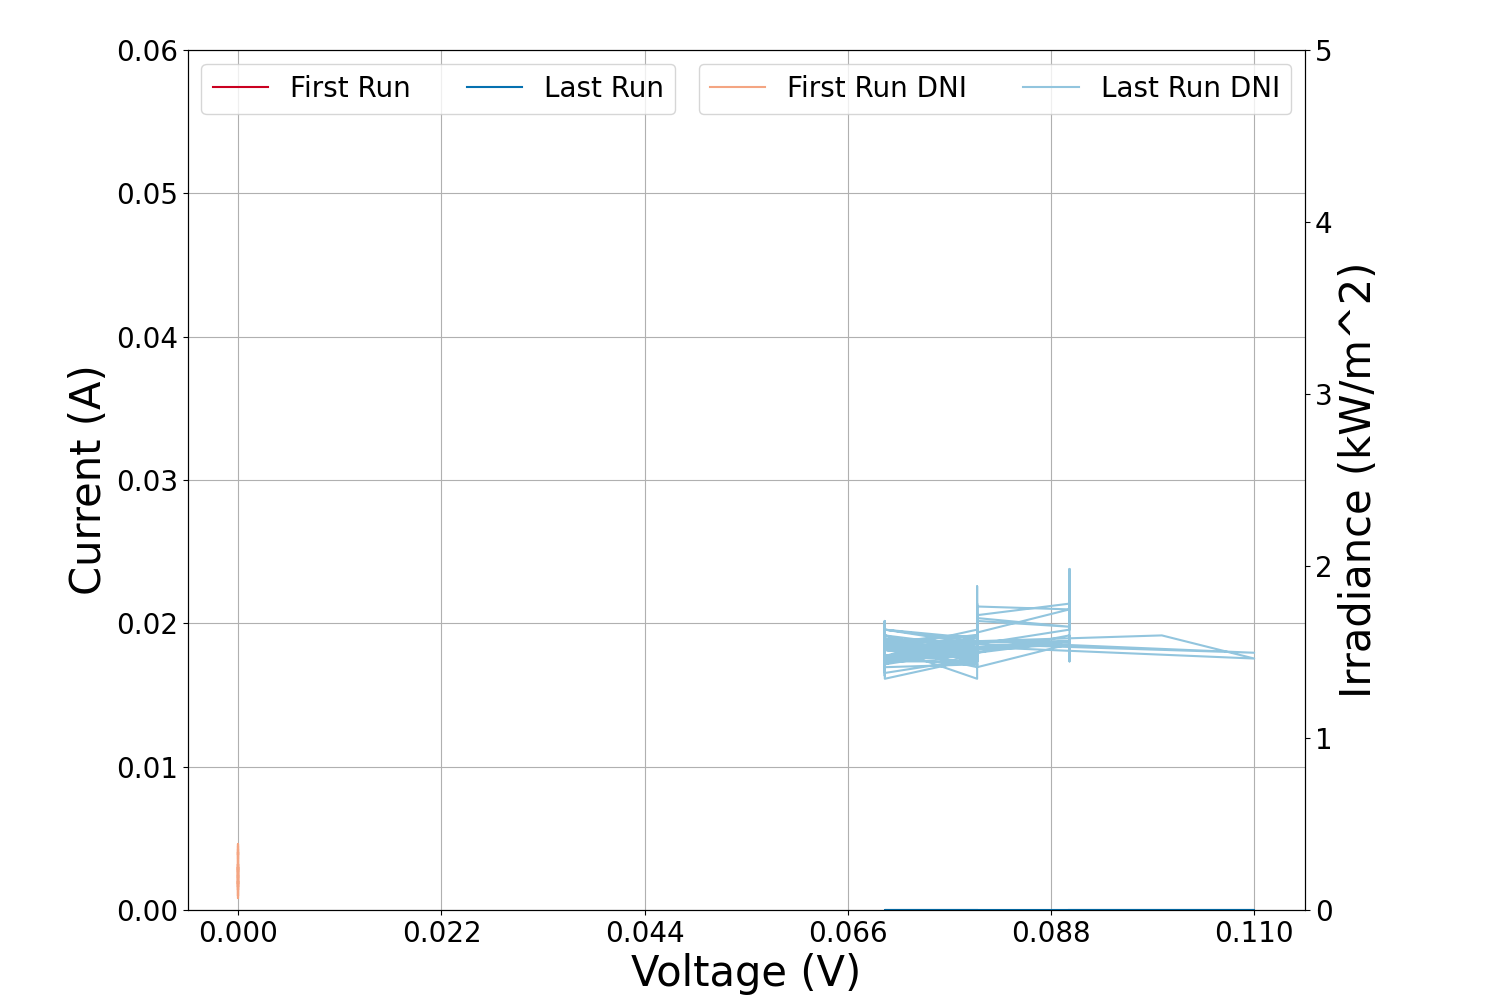 First Run
Last Run
First Run DNI
Last Run DNI
0.06
0.05
0.04
0.03
0.02
0.01
0.00
Current (A)
5
4
3
2
1
0
Irradiance (kW/m^2)
0.000 0.022 0.044 0.066 0.088 0.110
Voltage (V)